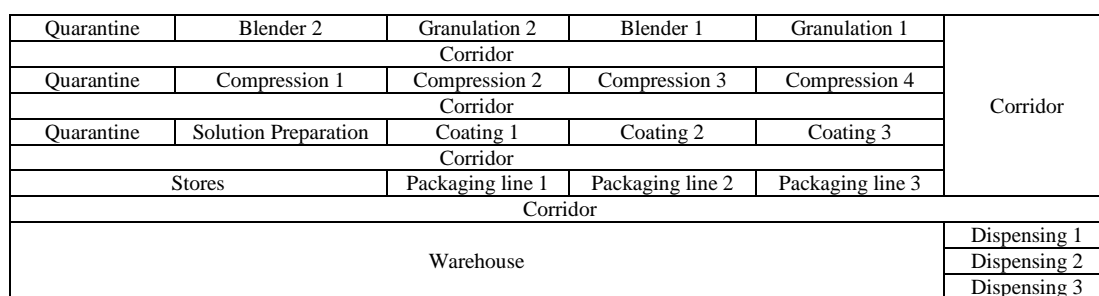 Quarantine Blender 2 Granulation 2 Blender 1 Granulation 1
Corridor
Quarantine Compression 1 Compression 2 Compression 3 Compression 4
Corridor
Corridor
Quarantine Solution Preparation Coating 1 Coating 2 Coating 3
Corridor
Stores Packaging line 1 Packaging line 2 Packaging line 3
Corridor
Dispensing 1
Warehouse Dispensing 2
Dispensing 3